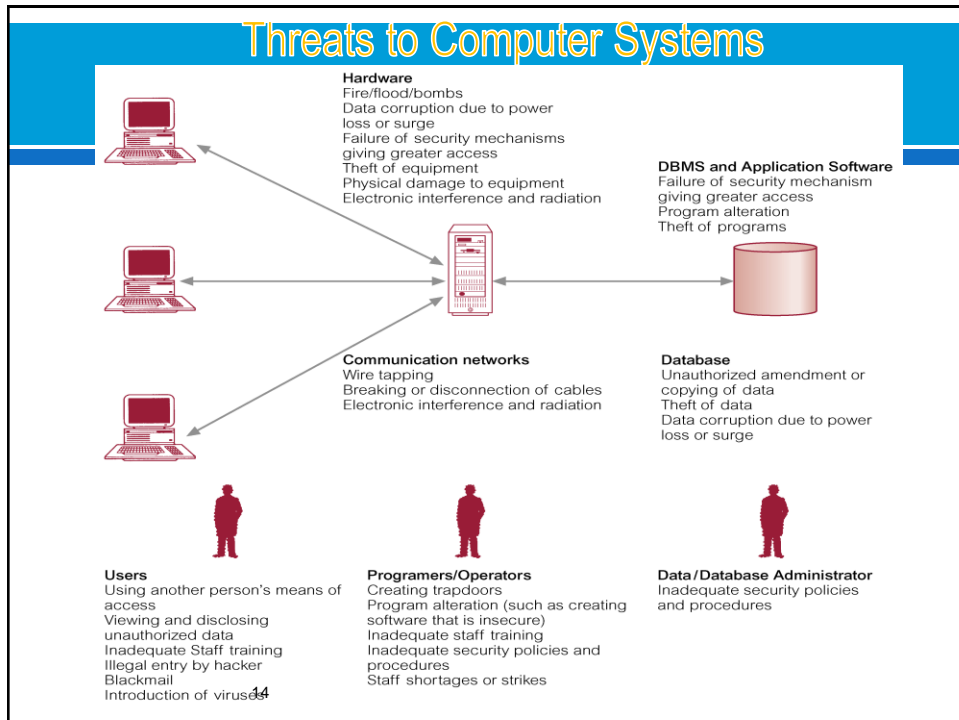 Threats to Computer Systems
Hardware
Fire/flood/bombs
Data corruption due to power
loss or surge
Failure of security mechanisms
giving greater access
Theft of equipment
Physical damage to equipment
Electronic interference and radiation
DBMS and Application Software
Failure of security mechanism
giving greater access
Program alteration
Theft of programs
Communication networks
Wire tapping
Breaking or disconnection of cables
Electronic interference and radiation
Database
Unauthorized amendment or
copying of data
Theft of data
Data corruption due to power
loss or surge
Users
Using another person's means of
access
Viewing and disclosing
unauthorized data
Inadequate Staff training
Illegal entry by hacker
Blackmail
Introduction of viruses
Programers/Operators
Creating trapdoors
Program alteration (such as creating
software that is insecure)
Inadequate staff training
Inadequate security policies and
procedures
Staff shortages or strikes
Data/Database Administrator
Inadequate security policies
and procedures
14